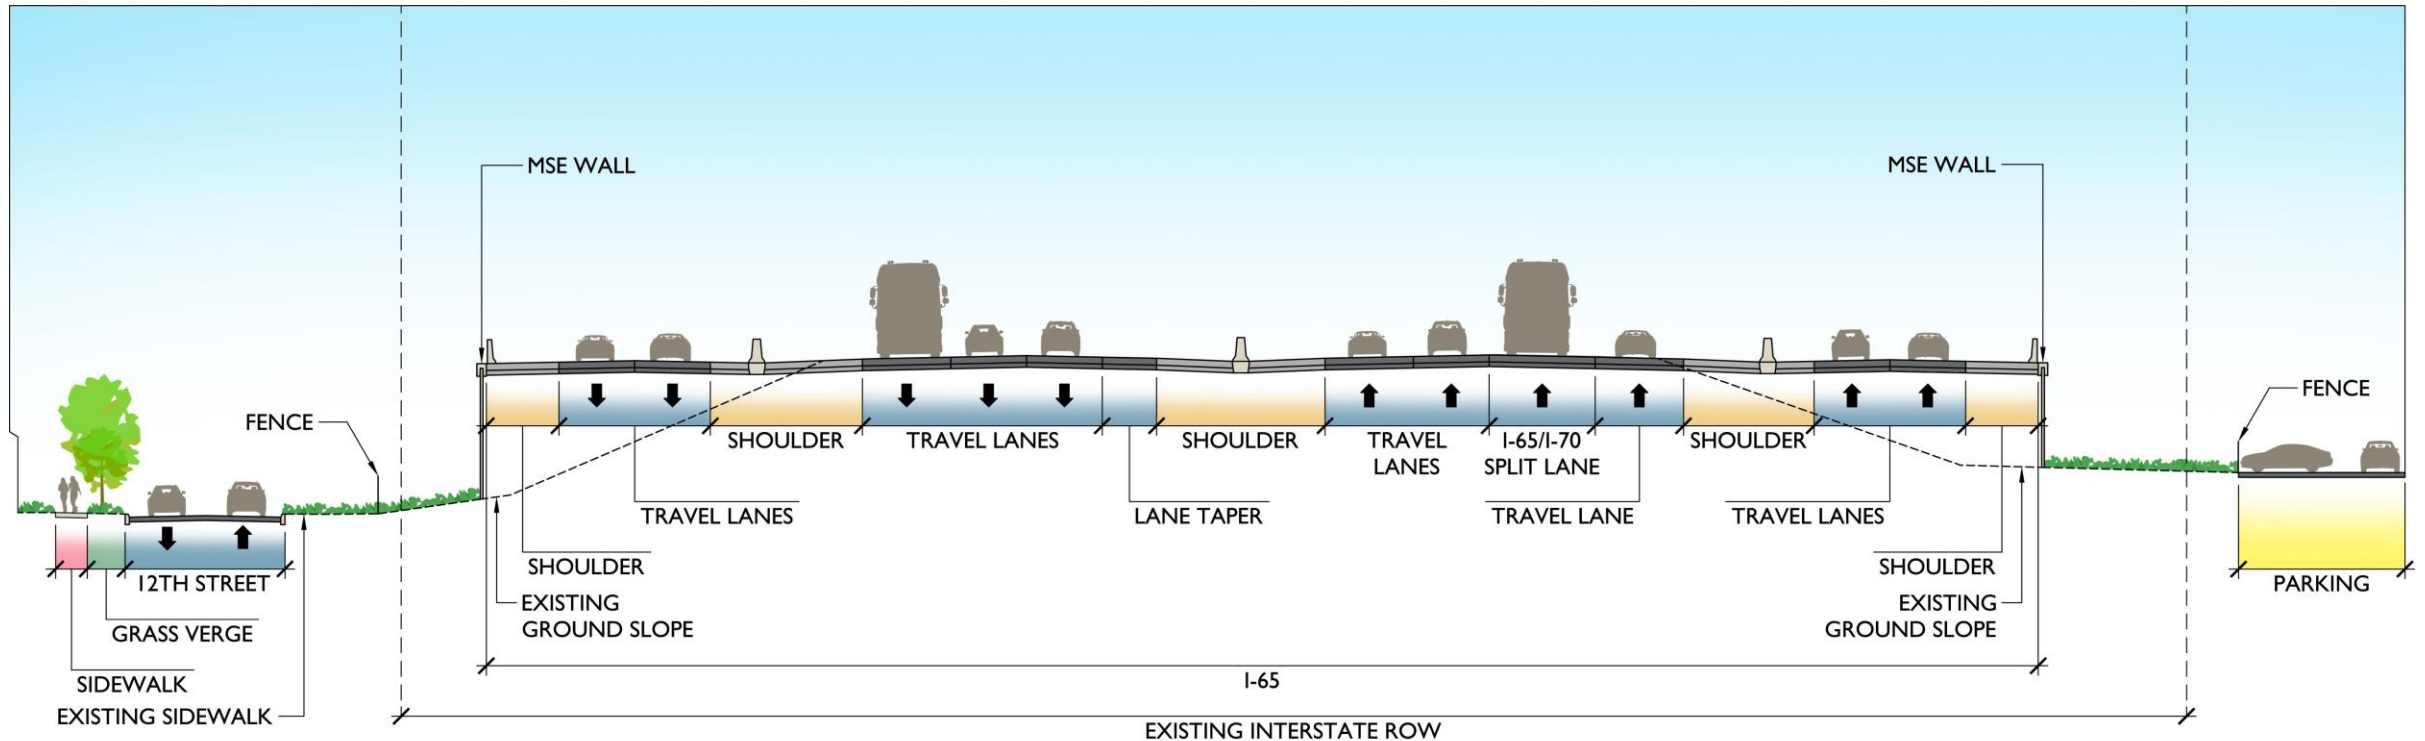 MSE WALL
MSE WALL
FENCE
FENCE
SHOULDER
TRAVEL LANES
SHOULDER
TRAVEL
LANES
I-65/I-70
SPLIT LANE
SHOULDER
TRAVEL LANES
LANE TAPER
TRAVEL LANE
TRAVEL LANES
SHOULDER
SHOULDER
12TH STREET
PARKING
EXISTING
GROUND SLOPE
EXISTING
GROUND SLOPE
GRASS VERGE
SIDEWALK
I-65
EXISTING SIDEWALK
EXISTING INTERSTATE ROW